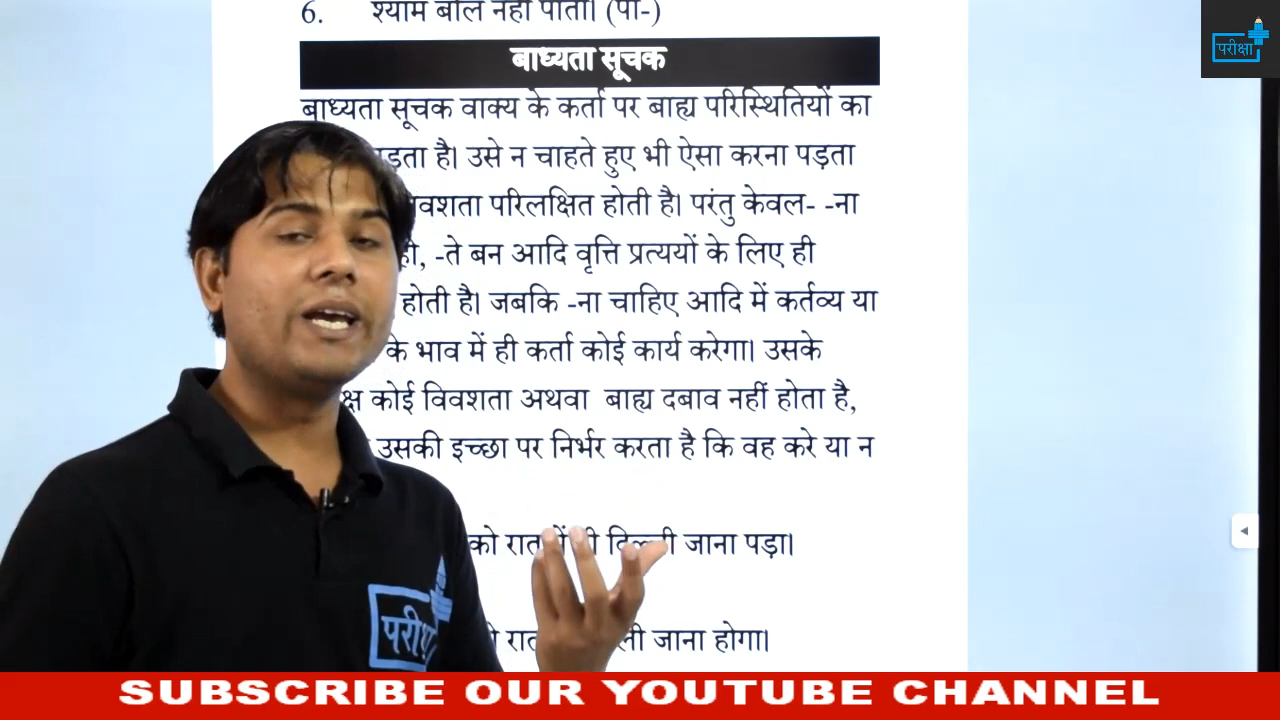 6. श्याम बोल नहीं पाता। (पा-)
परीक्षा
बाध्यता सूचक
बाध्यता सूचक वाक्य के कर्ता पर बाह्य परिस्थितियों का
है। उसे न चाहते हुए भी ऐसा करना पड़ता
परिलक्षित होती है। परंतु केवल- -ना
-ते बन आदि वृत्ति प्रत्ययों के लिए ही
होती है। जबकि -ना चाहिए आदि में कर्तव्य या
के भाव में ही कर्ता कोई कार्य करेगा। उसके
कोई विवशता अथवा बाह्य दबाव नहीं होता है,
उसकी इच्छा पर निर्भर करता है कि वह करे या न
को रात दिल्ली जाना पड़ा।
जाना होगा।
परीक्षा
SUBSCRIBE OUR YOUTUBE CHANNEL